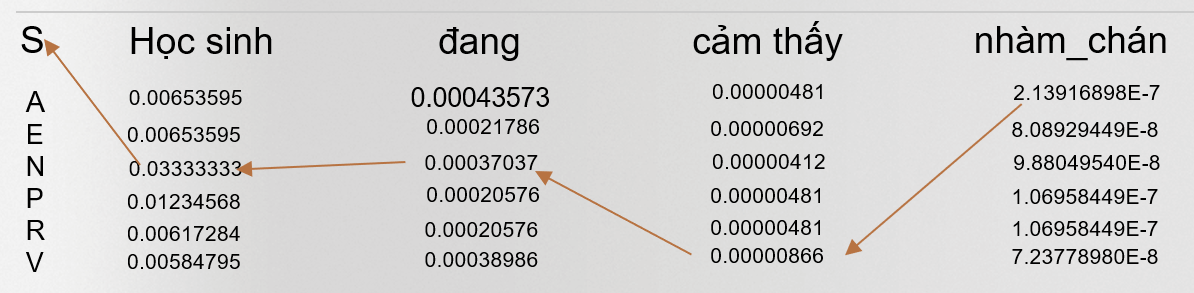 S Học sinh đang cảm thấy nhàm_chán
A 0.00653595 0.00043573 0.00000481 2.13916898E-7
E 0.00653595 0.00021786 0.00000692 8.08929449E-8
N 0.03333333 0.00037037 0.00000412 9.88049540E-8
P 0.01234568 0.00020576 0.00000481 1.06958449E-7
R 0.00617284 0.00020576 0.00000481 1.06958449E-7
V 0.00584795 0.00038986 0.00000866 7.23778980E-8